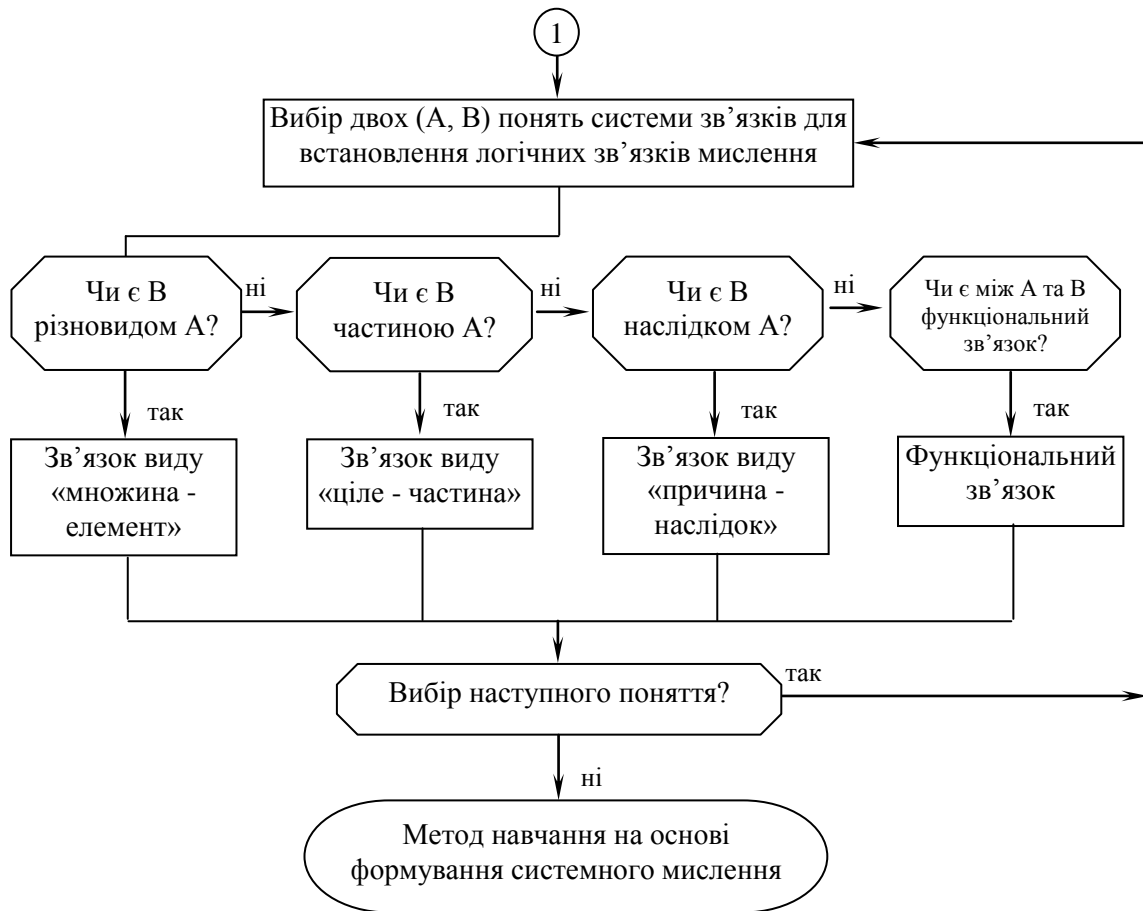 1
Вибір двох (А, В) понять системи зв’язків для
встановлення логічних зв’язків мислення
Чи є В
різновидом А?
ні
Чи є В
частиною А?
ні
Чи є В
наслідком А?
ні
Чи є між А та В
функціональний
зв’язок?
так
так
так
так
Зв’язок виду
«множина -
елемент»
Зв’язок виду
«ціле - частина»
Зв’язок виду
«причина -
наслідок»
Функціональний
зв’язок
Вибір наступного поняття?
так
ні
Метод навчання на основі
формування системного мислення